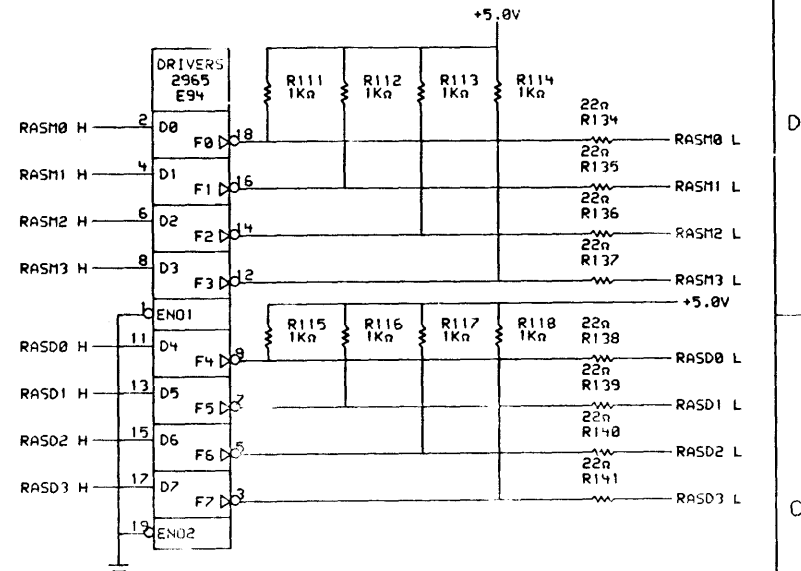 +5.0V
DRIVERS
2965
E94
R111 R112 R113 R114
1KΩ 1KΩ 1KΩ 1KΩ
22Ω
R134
RASM0 H 2 D0 F0 18 RASM0 L
22Ω
R135
RASM1 H 4 D1 F1 16 RASM1 L
22Ω
R136
RASM2 H 6 D2 F2 14 RASM2 L
22Ω
R137
RASM3 H 8 D3 F3 12 RASM3 L
+5.0V
1 ENO1
R115 R116 R117 R118
1KΩ 1KΩ 1KΩ 1KΩ
22Ω
R138
RASD0 H 11 D4 F4 9 RASD0 L
22Ω
R139
RASD1 H 13 D5 F5 7 RASD1 L
22Ω
R140
RASD2 H 15 D6 F6 5 RASD2 L
22Ω
R141
RASD3 H 17 D7 F7 3 RASD3 L
19 ENO2
D
C